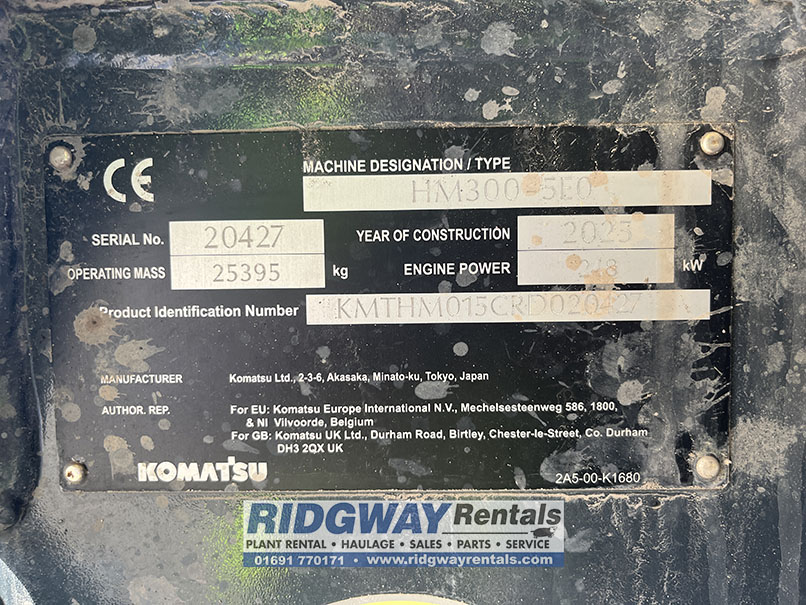 CE
MACHINE DESIGNATION / TYPE
HM300-5E0
SERIAL No. 20427 YEAR OF CONSTRUCTION
OPERATING MASS 25395 kg ENGINE POWER kW
Product Identification Number KMTHM015CRD020427
MANUFACTURER Komatsu Ltd., 2-3-6, Akasaka, Minato-ku, Tokyo, Japan
AUTHOR. REP. For EU: Komatsu Europe International N.V., Mechelsesteenweg 586, 1800,
& NI Vilvoorde, Belgium
For GB: Komatsu UK Ltd., Durham Road, Birtley, Chester-le-Street, Co. Durham
DH3 2QX UK
KOMATSU
2A5-00-K1680
RIDGWAY Rentals
PLANT RENTAL • HAULAGE • SALES • PARTS • SERVICE
01691 770171 • www.ridgwayrentals.com